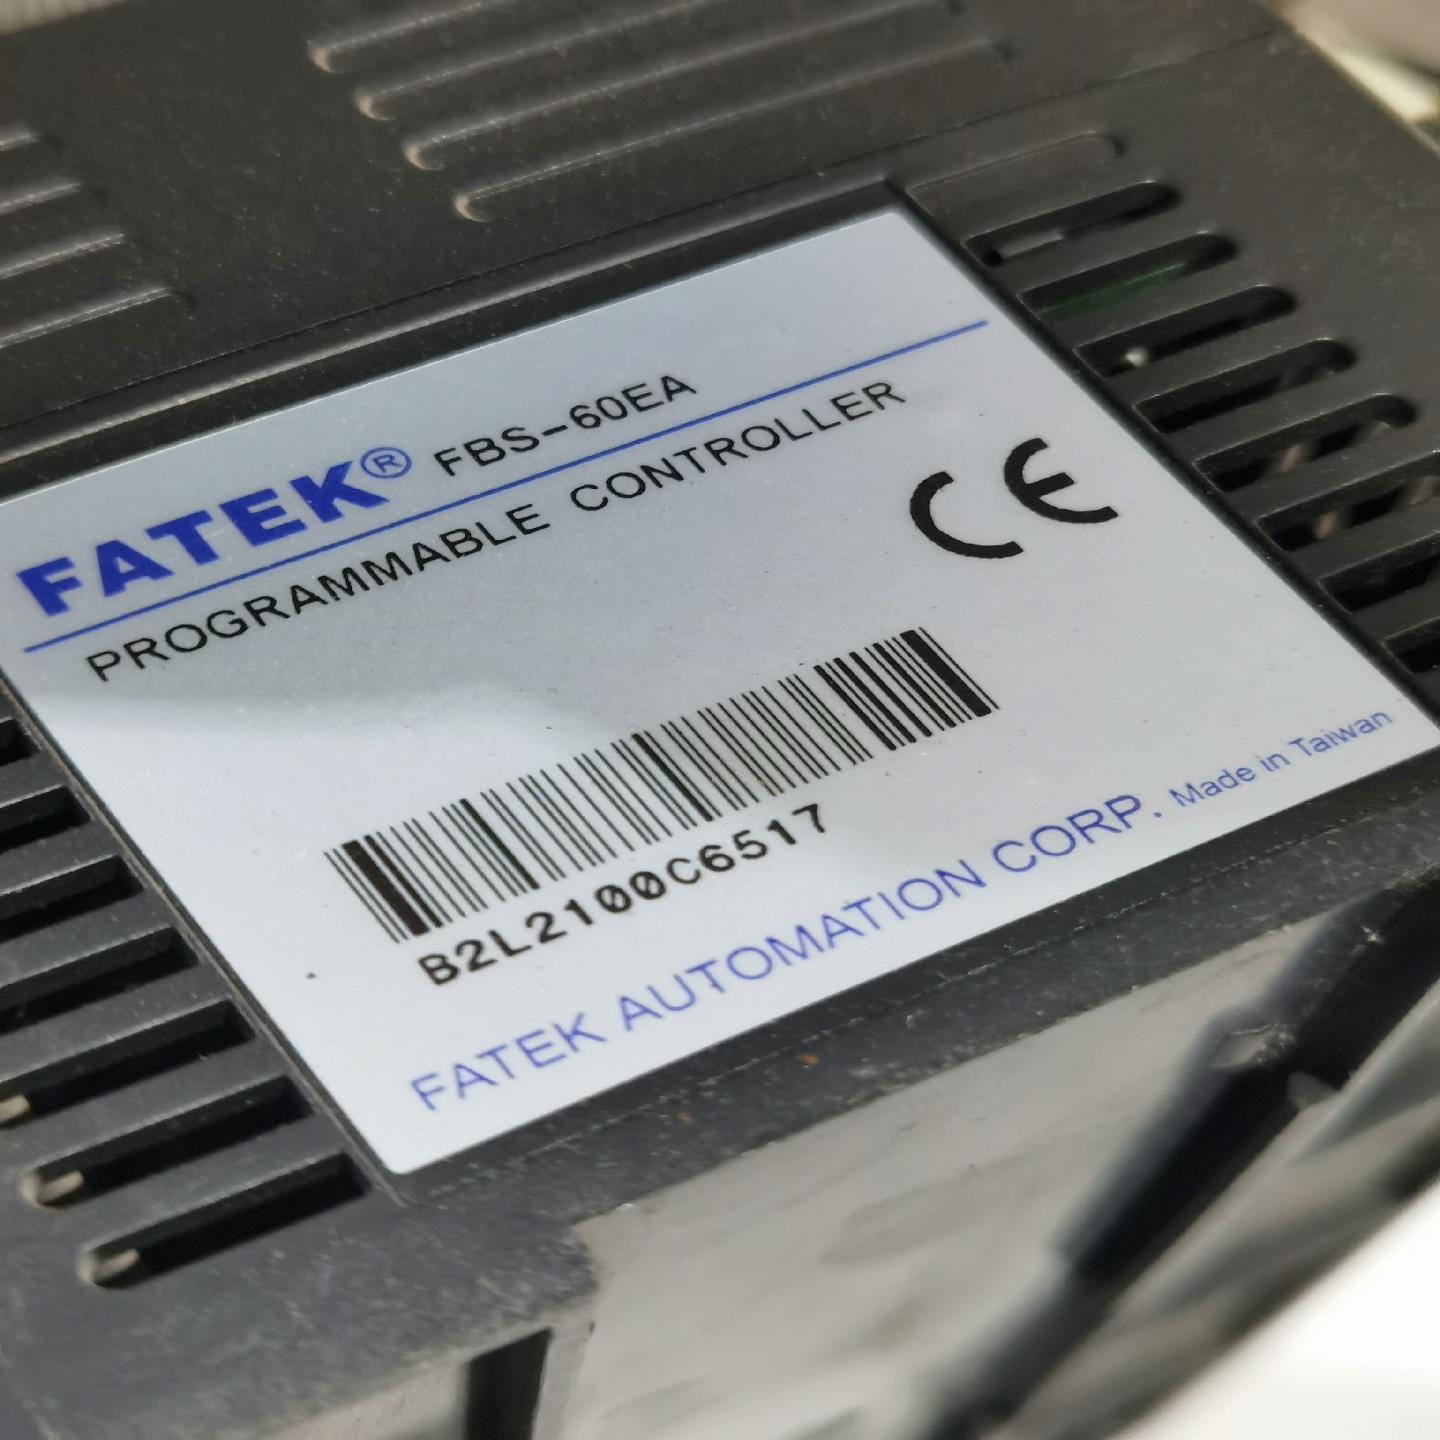 FATEK® FBS-60EA
PROGRAMMABLE CONTROLLER
CE
B2L2100C6517
FATEK AUTOMATION CORP. Made in Taiwan